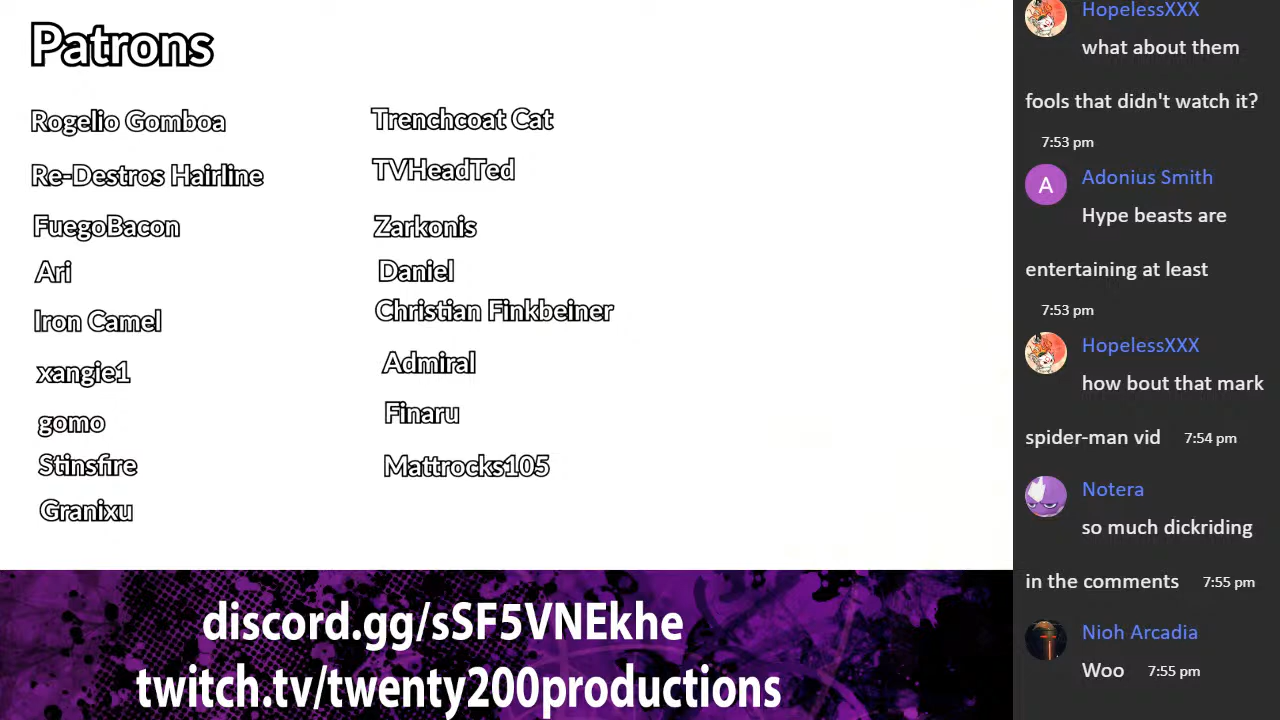 Patrons
Rogelio Gomboa
Re-Destros Hairline
FuegoBacon
Ari
Iron Camel
xangie1
gomo
Stinsfire
Granixu
Trenchcoat Cat
TVHeadTed
Zarkonis
Daniel
Christian Finkbeiner
Admiral
Finaru
Mattrocks105
discord.gg/sSF5VNEkhe
twitch.tv/twenty200productions
HopelessXXX
what about them
fools that didn't watch it?
7:53 pm
A
Adonius Smith
Hype beasts are
entertaining at least
7:53 pm
HopelessXXX
how bout that mark
spider-man vid 7:54 pm
Notera
so much dickriding
in the comments 7:55 pm
Nioh Arcadia
Woo 7:55 pm